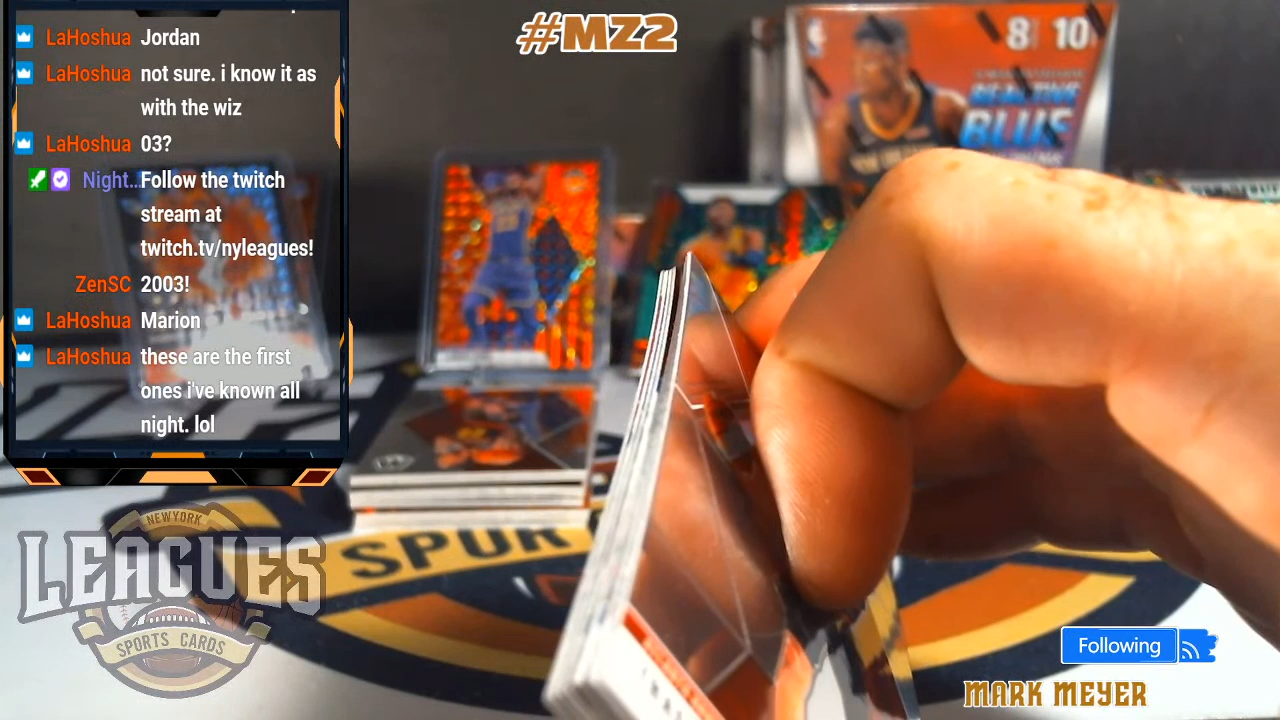 LaHoshua Jordan
LaHoshua not sure. i know it as
with the wiz
LaHoshua 03?
Night... Follow the twitch
stream at
twitch.tv/nyleagues!
ZenSC 2003!
LaHoshua Marion
LaHoshua these are the first
ones i've known all
night. lol
#MZ2
8 10
REACTIVE
BLUE
SPUR
NEWYORK
LEAGUES
SPORTS CARDS
Following
MARK MEYER